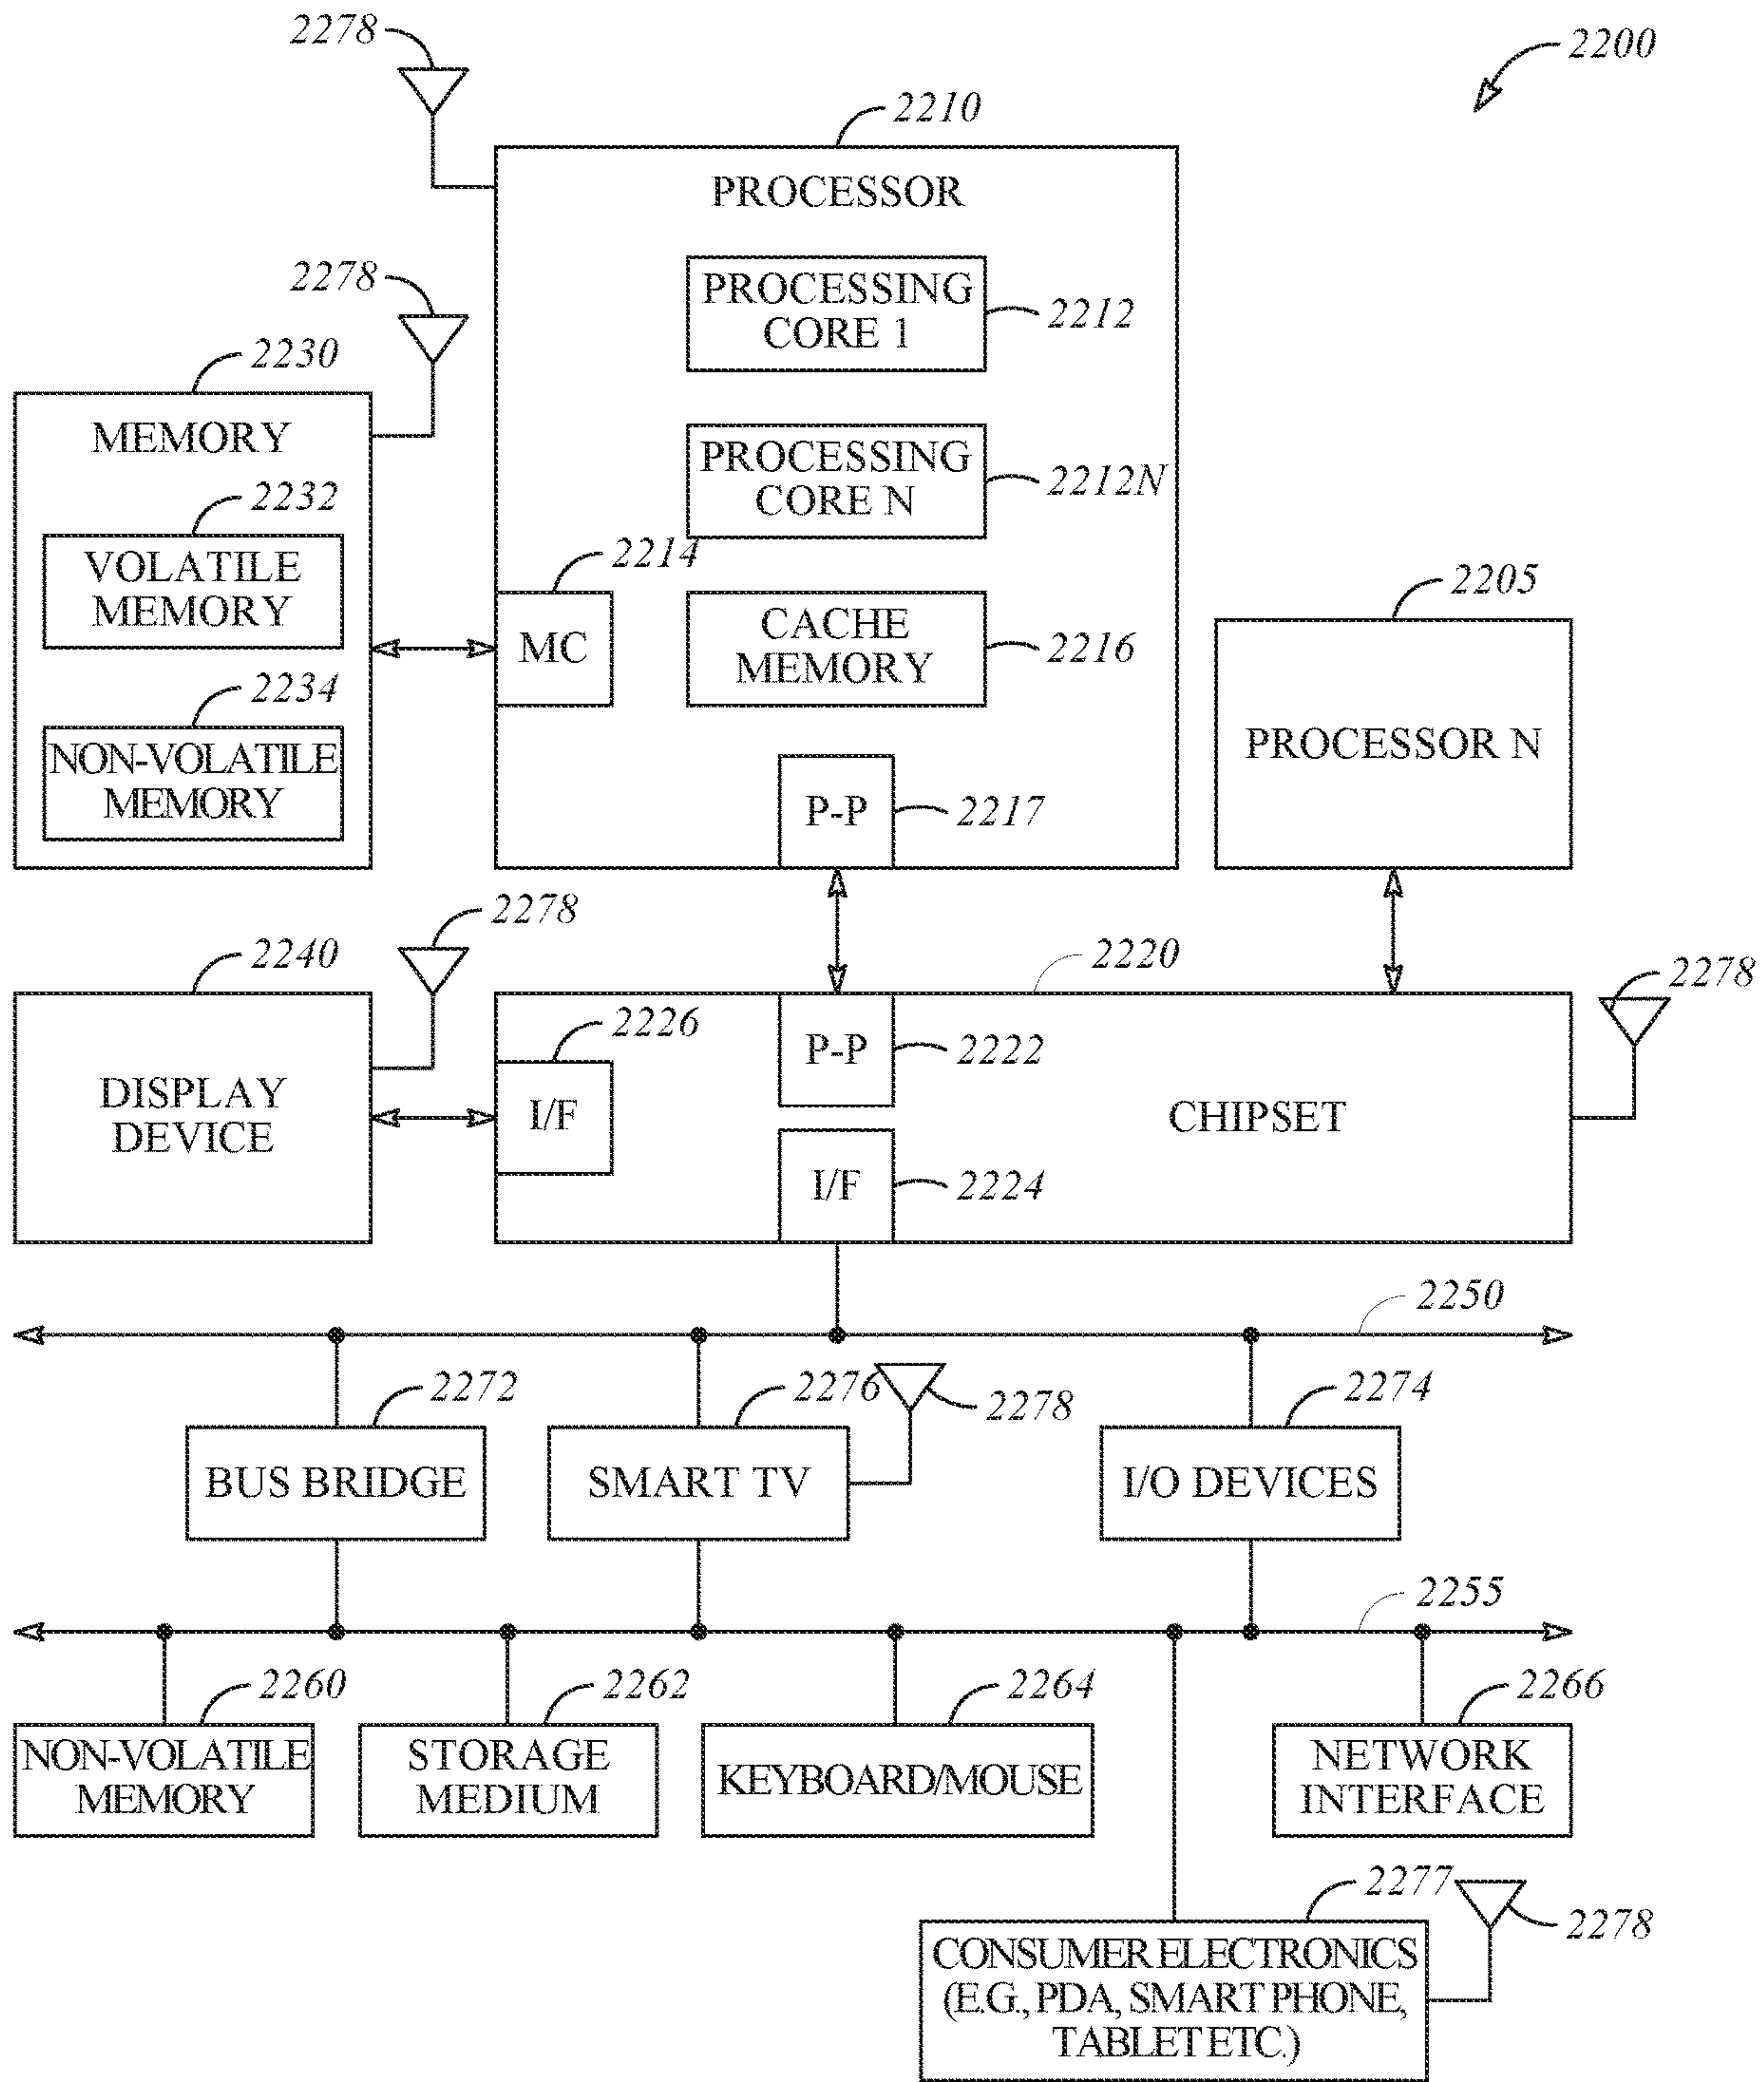 2278
2200
2210
PROCESSOR
PROCESSING
CORE 1
2212
2278
2230
MEMORY
PROCESSING
CORE N
2212N
2232
VOLATILE
MEMORY
2214
MC
CACHE
MEMORY
2216
2205
PROCESSOR N
2234
NON-VOLATILE
MEMORY
P-P
2217
2278
2240
DISPLAY
DEVICE
2220
2278
2226
I/F
P-P
2222
CHIPSET
I/F
2224
2250
2272
BUS BRIDGE
2276
SMART TV
2278
2274
I/O DEVICES
2255
2260
NON-VOLATILE
MEMORY
2262
STORAGE
MEDIUM
2264
KEYBOARD/MOUSE
2266
NETWORK
INTERFACE
2277
2278
CONSUMER ELECTRONICS
(E.G., PDA, SMART PHONE,
TABLET ETC.)